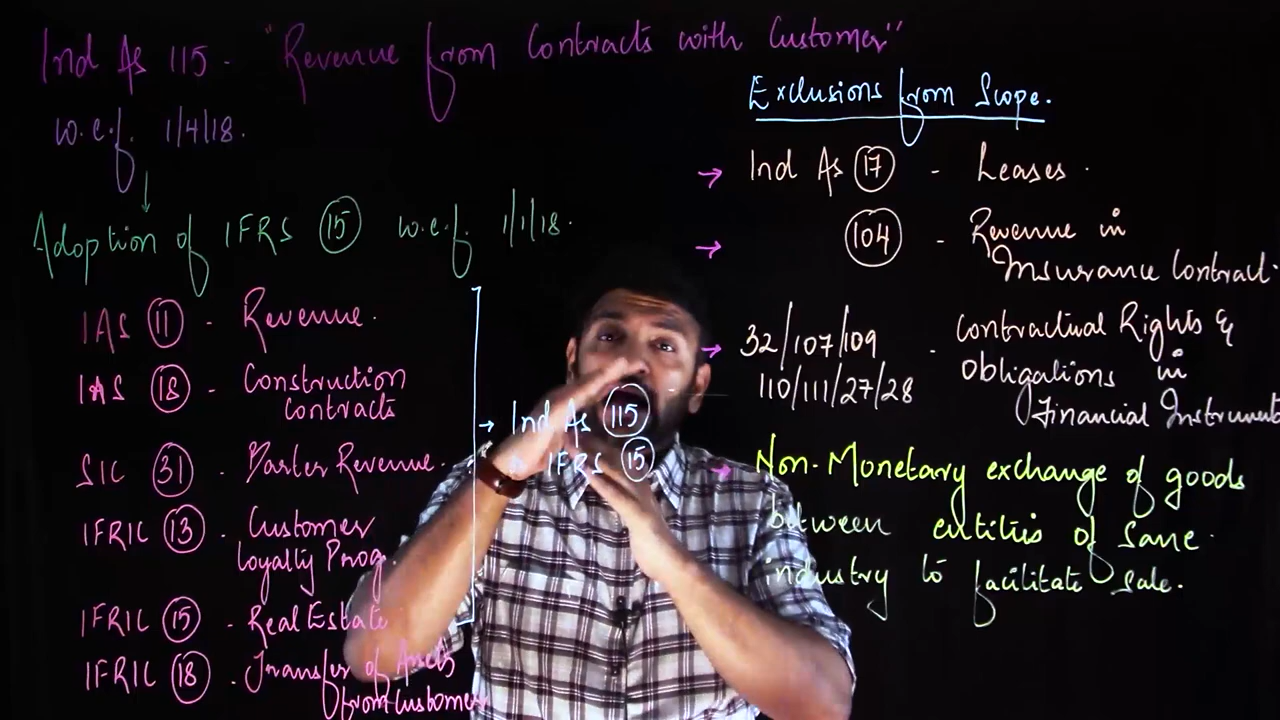 Ind As 115 - "Revenue from Contracts with Customer"
w.e.f. 1/4/18.
Adoption of IFRS 15 w.e.f. 1/1/18.
IAS 11 - Revenue.
IAS 18 - Construction
contracts
SIC 31 - Barter Revenue.
IFRIC 13 - Customer
Loyalty Prog.
IFRIC 15 - Real Estate
IFRIC 18 - Transfer of Assets
from customers
→ Ind As 115
IFRS 15
Exclusions from Scope.
→ Ind As 17 - Leases.
→ 104 - Revenue in
Insurance Contract.
→ 32/107/109 - Contractual Rights &
110/111/27/28 Obligations in
Financial Instrument
→ Non-Monetary exchange of goods
between entities of Same
industry to facilitate Sale.